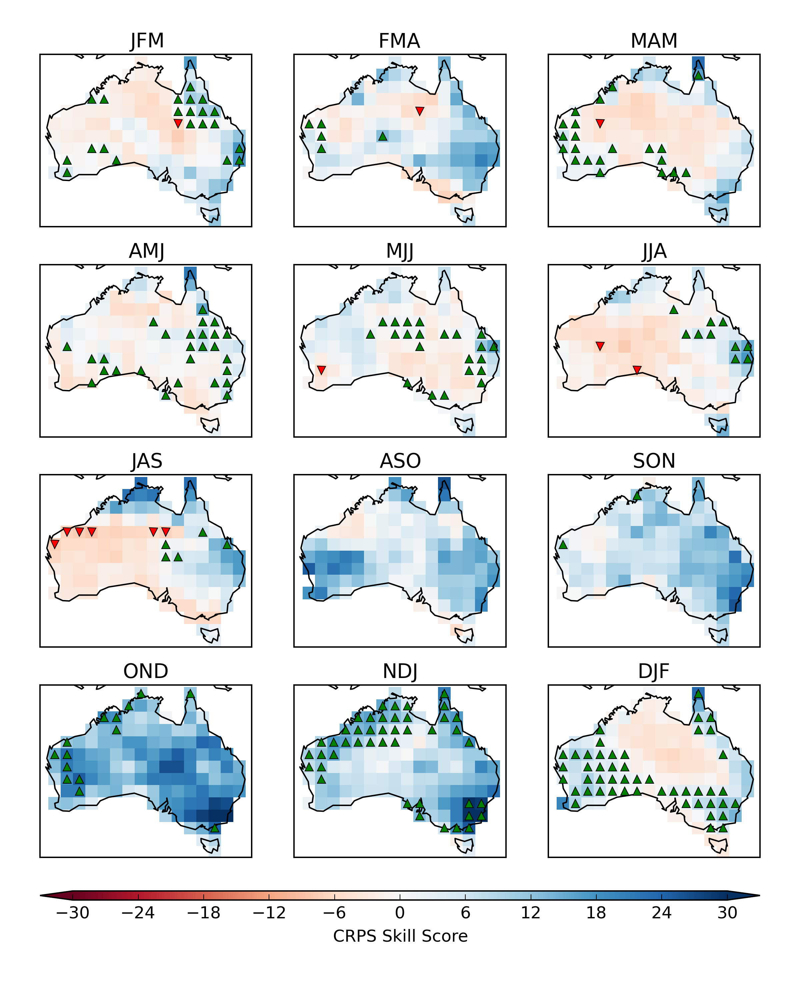 JFM FMA MAM
AMJ MJJ JJA
JAS ASO SON
OND NDJ DJF
−30 −24 −18 −12 −6 0 6 12 18 24 30
CRPS Skill Score